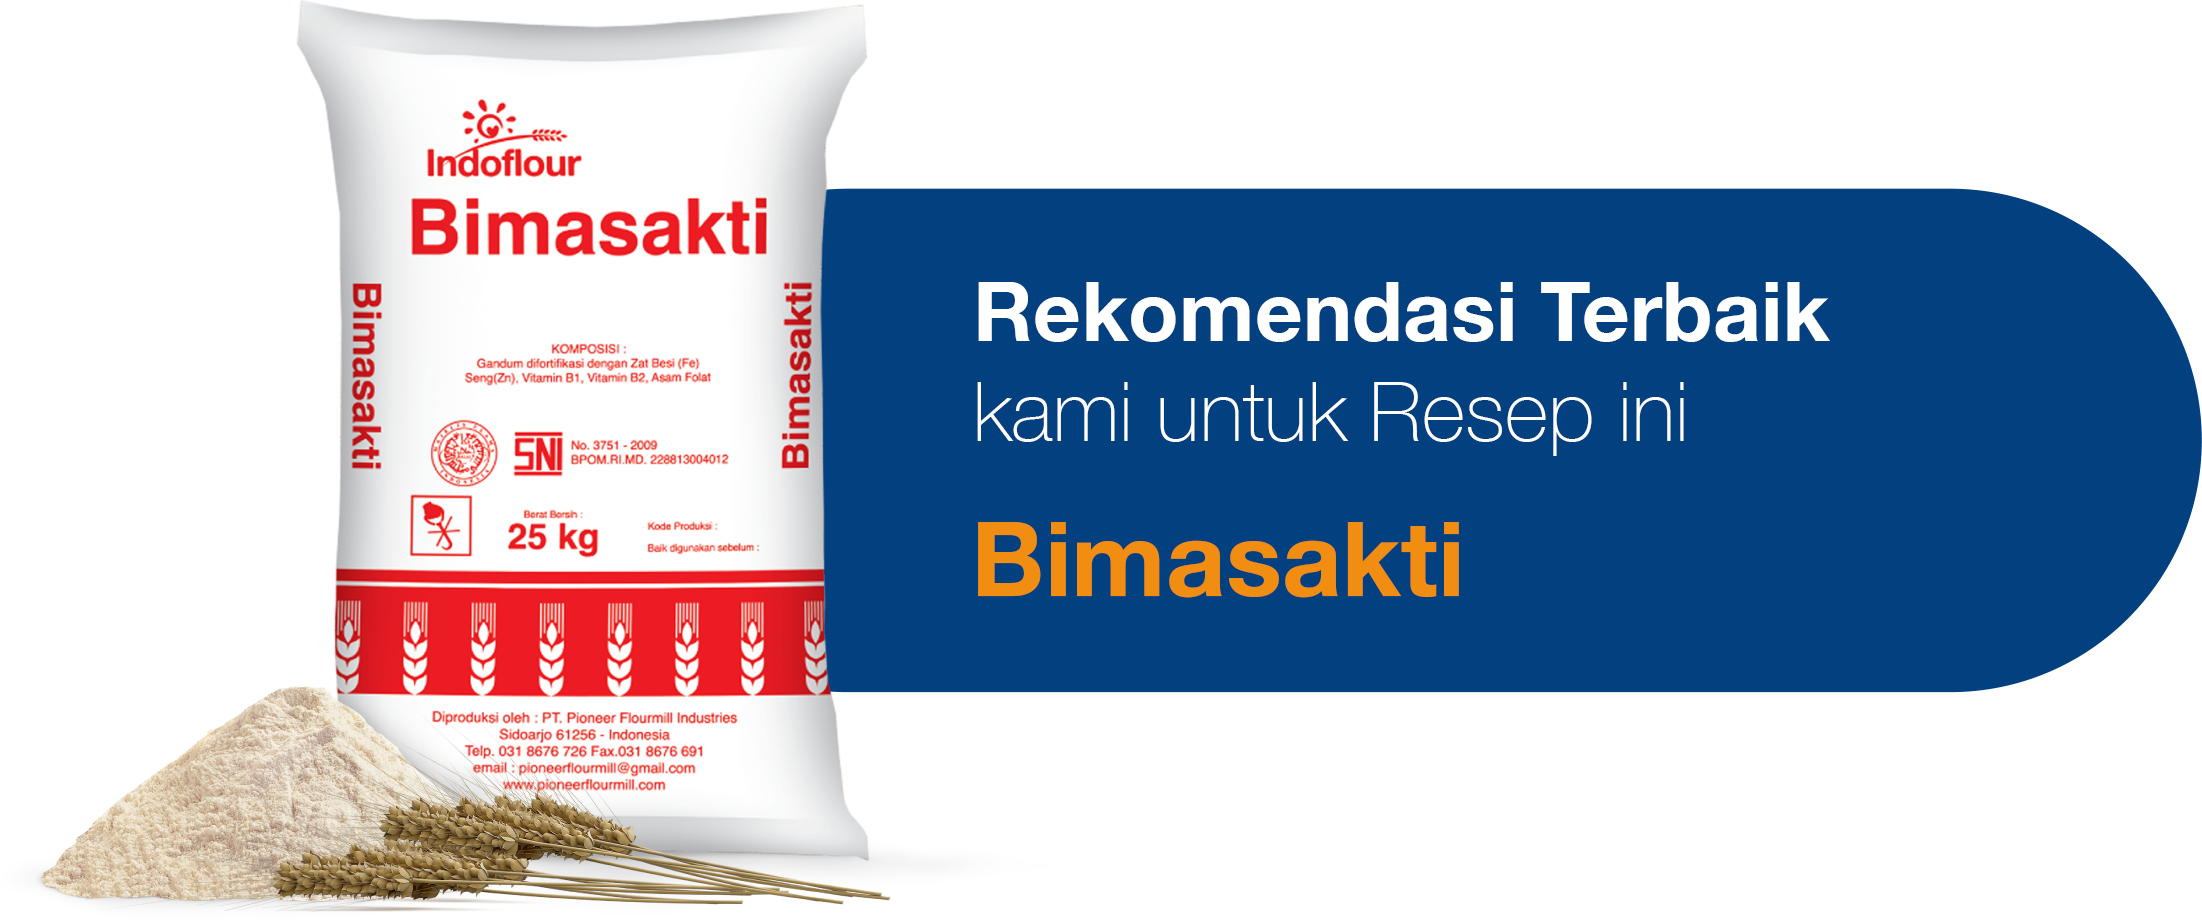 Indoflour
Bimasakti
Bimasakti
Bimasakti
KOMPOSISI :
Gandum difortifikasi dengan Zat Besi (Fe)
Seng(Zn), Vitamin B1, Vitamin B2, Asam Folat
SNI
No. 3751 - 2009
BPOM.RI.MD. 228813004012
Berat Bersih :
25 kg
Kode Produksi :
Baik digunakan sebelum :
Diproduksi oleh : PT. Pioneer Flourmill Industries
Sidoarjo 61256 - Indonesia
Telp. 031 8676 726 Fax.031 8676 691
email : pioneerflourmill@gmail.com
www.pioneerflourmill.com
Rekomendasi Terbaik
kami untuk Resep ini
Bimasakti